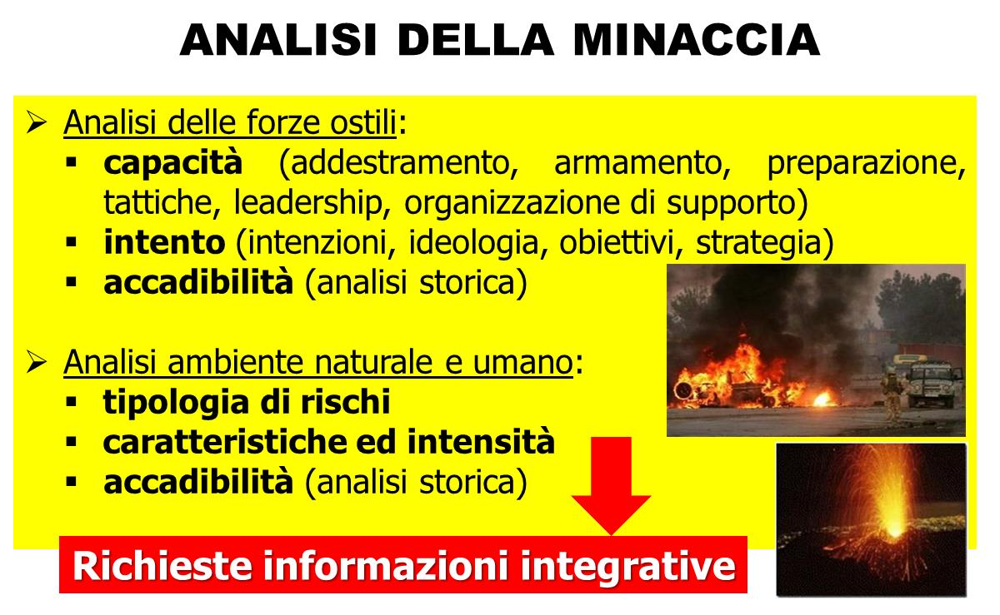 ANALISI DELLA MINACCIA
➢ Analisi delle forze ostili:
▪ capacità (addestramento, armamento, preparazione,
tattiche, leadership, organizzazione di supporto)
▪ intento (intenzioni, ideologia, obiettivi, strategia)
▪ accadibilità (analisi storica)
➢ Analisi ambiente naturale e umano:
▪ tipologia di rischi
▪ caratteristiche ed intensità
▪ accadibilità (analisi storica)
Richieste informazioni integrative